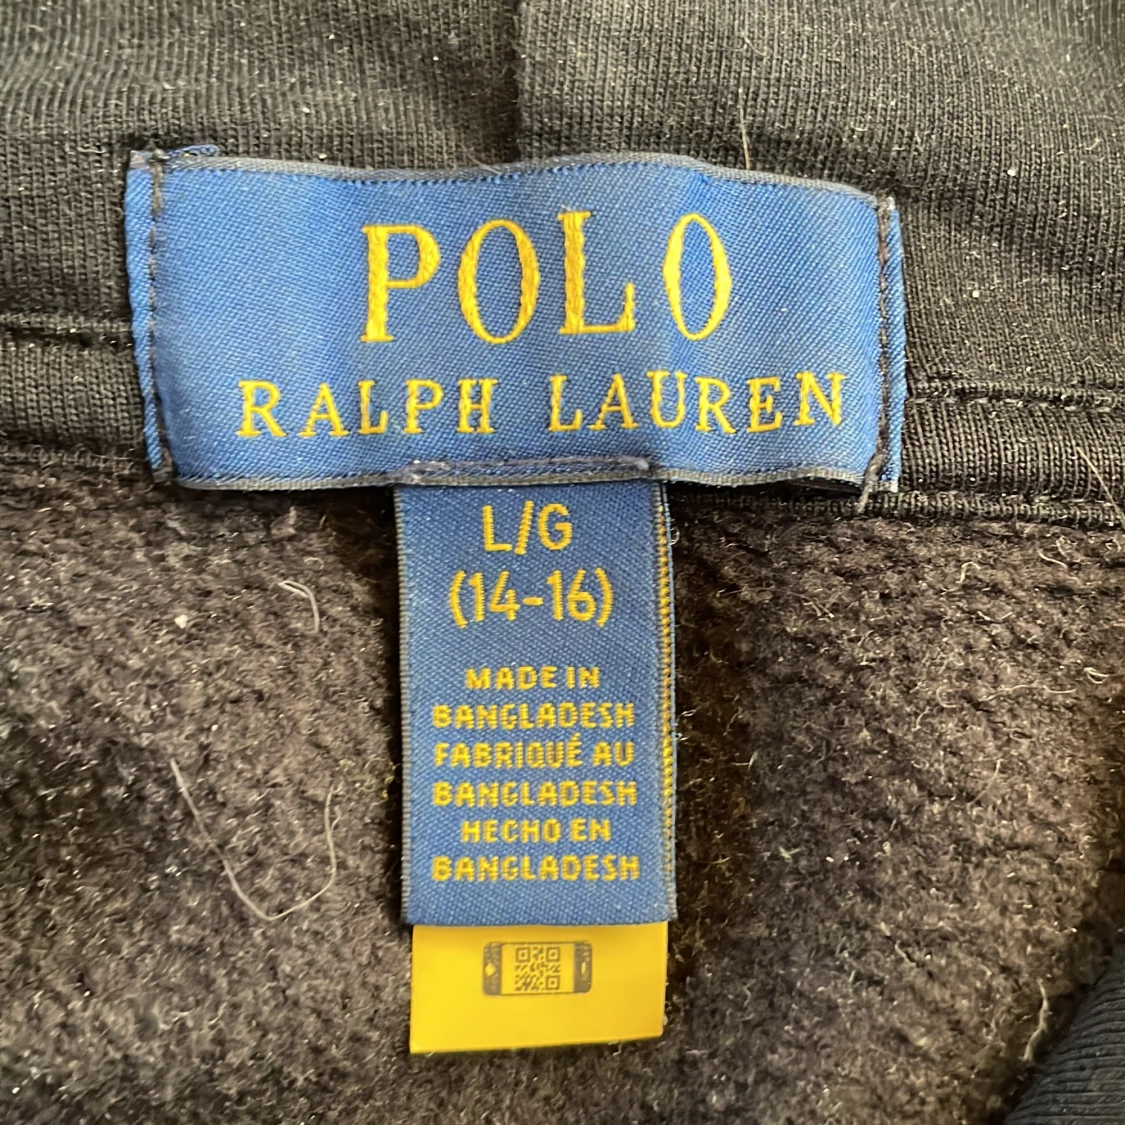 POLO
RALPH LAUREN
L/G
(14-16)
MADE IN
BANGLADESH
FABRIQUÉ AU
BANGLADESH
HECHO EN
BANGLADESH